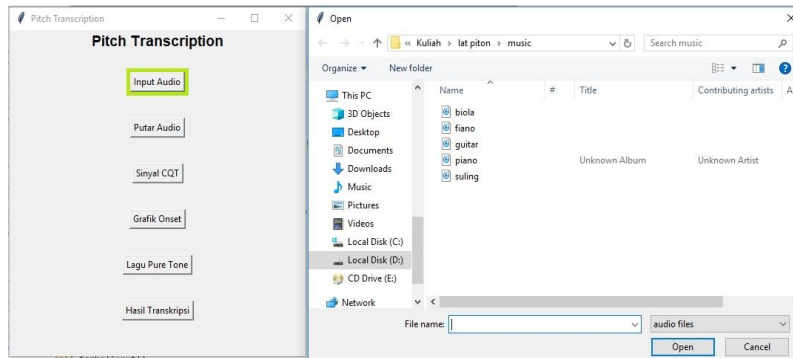 Pitch Transcription
Pitch Transcription
Input Audio
Putar Audio
Sinyal CQT
Grafik Onset
Lagu Pure Tone
Hasil Transkripsi
Open
« Kuliah › lat piton › music
Search music
Organize
New folder
This PC
3D Objects
Desktop
Documents
Downloads
Music
Pictures
Videos
Local Disk (C:)
Local Disk (D:)
CD Drive (E:)
Network
Name # Title Contributing artists A
biola
fiano
guitar
piano Unknown Album Unknown Artist
suling
File name:
audio files
Open
Cancel